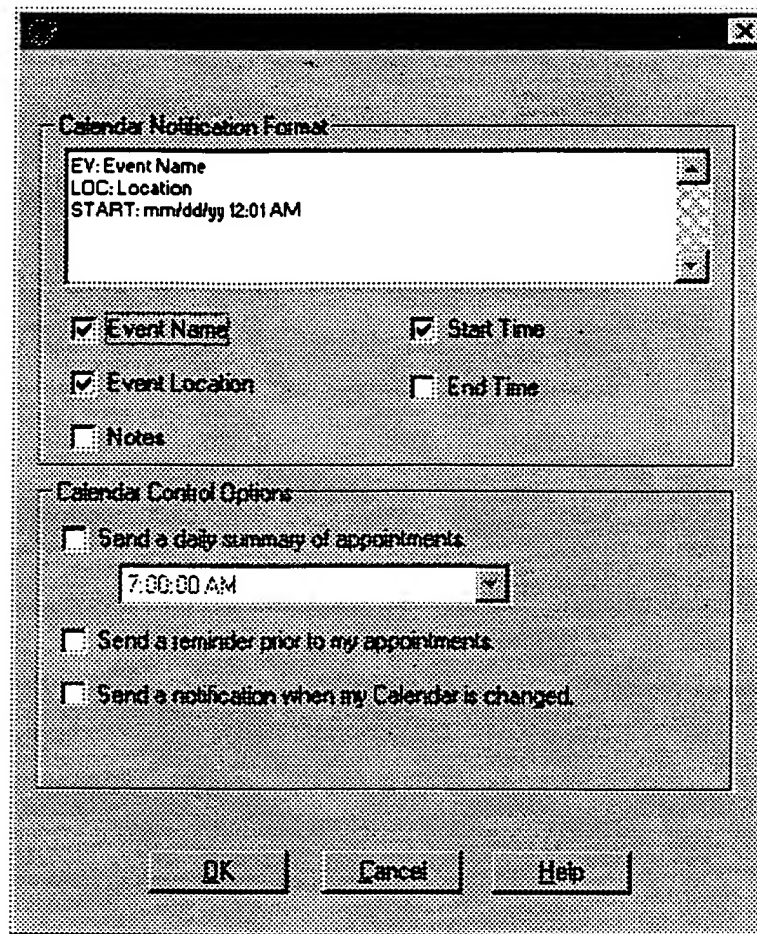 Calendar Notification Format
EV: Event Name
LOC: Location
START: mm/dd/yy 12:01 AM
Event Name
Start Time
Event Location
End Time
Notes
Calendar Control Options
Send a daily summary of appointments.
7:00:00 AM
Send a reminder prior to my appointments.
Send a notification when my Calendar is changed.
OK
Cancel
Help